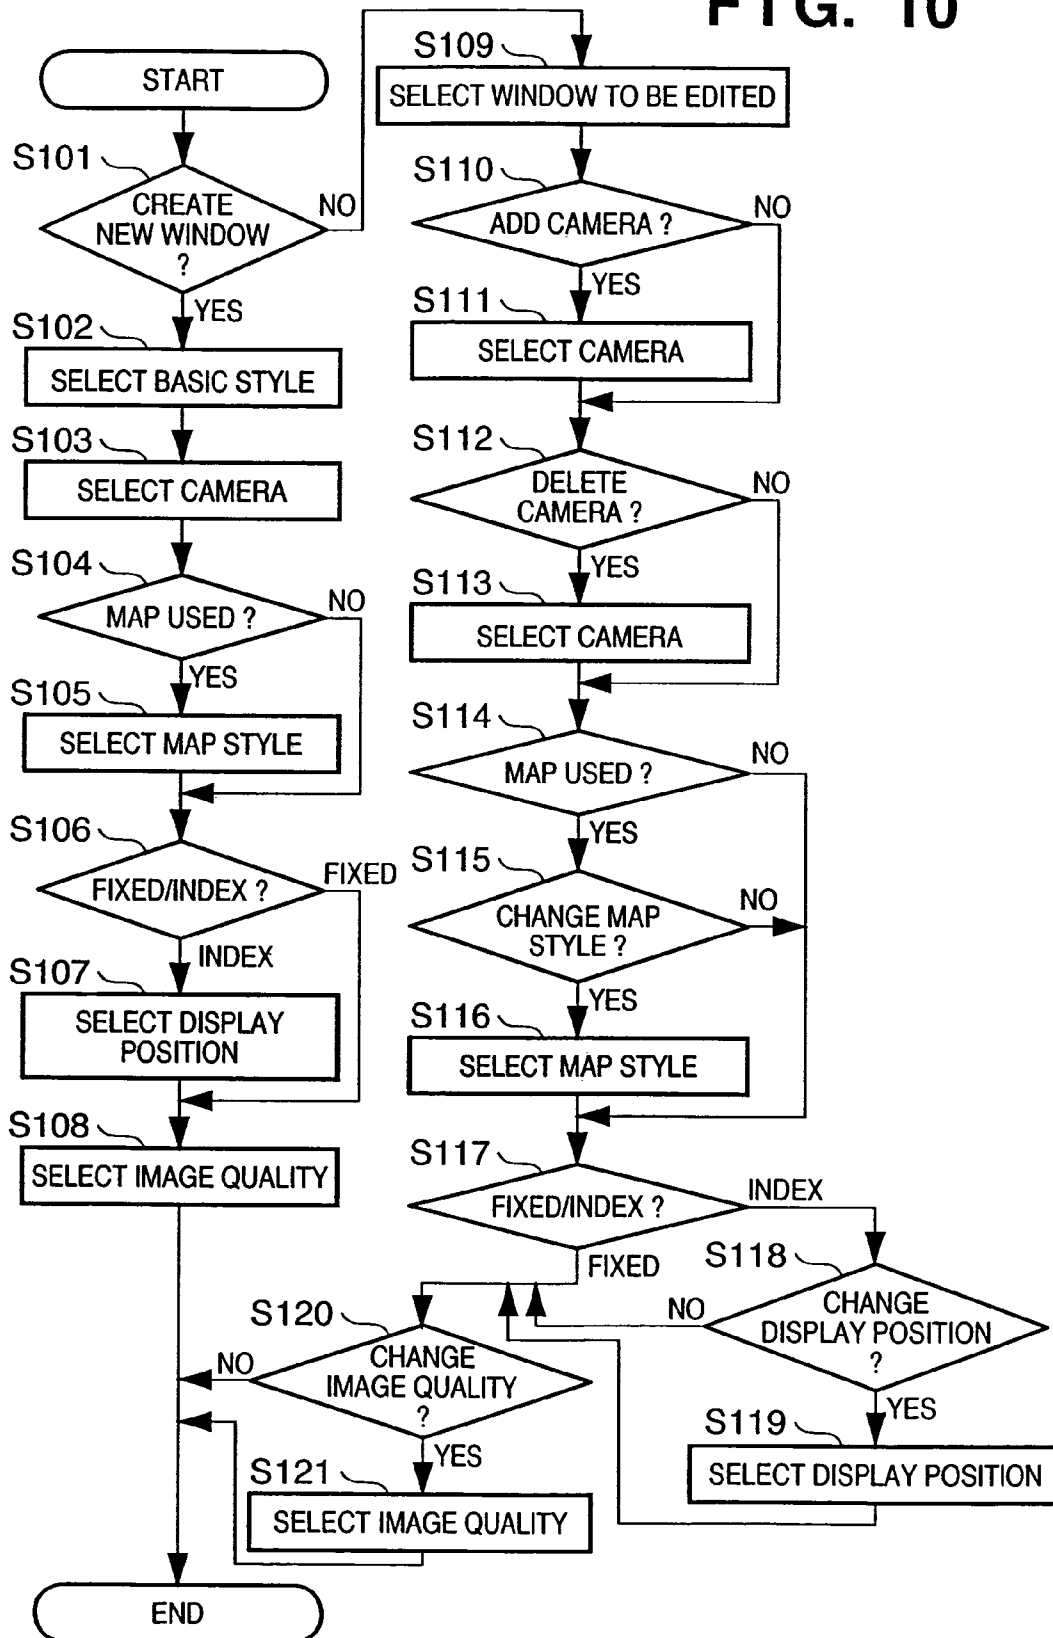 FIG. 10
START
S101
CREATE
NEW WINDOW
?
NO
YES
S102
SELECT BASIC STYLE
S103
SELECT CAMERA
S104
MAP USED ?
NO
YES
S105
SELECT MAP STYLE
S106
FIXED/INDEX ?
FIXED
INDEX
S107
SELECT DISPLAY
POSITION
S108
SELECT IMAGE QUALITY
S109
SELECT WINDOW TO BE EDITED
S110
ADD CAMERA ?
NO
YES
S111
SELECT CAMERA
S112
DELETE
CAMERA ?
NO
YES
S113
SELECT CAMERA
S114
MAP USED ?
NO
YES
S115
CHANGE MAP
STYLE ?
NO
YES
S116
SELECT MAP STYLE
S117
FIXED/INDEX ?
INDEX
FIXED
S118
CHANGE
DISPLAY POSITION
?
NO
YES
S119
SELECT DISPLAY POSITION
S120
CHANGE
IMAGE QUALITY
?
NO
YES
S121
SELECT IMAGE QUALITY
END